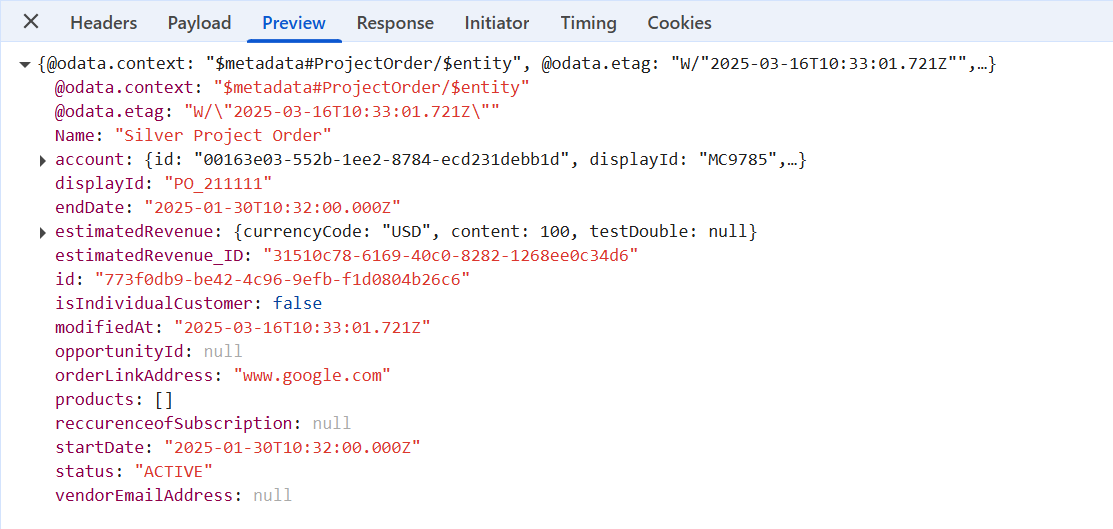 Headers Payload Preview Response Initiator Timing Cookies
{@odata.context: "$metadata#ProjectOrder/$entity", @odata.etag: "W/"2025-03-16T10:33:01.721Z"",…}
@odata.context: "$metadata#ProjectOrder/$entity"
@odata.etag: "W/\"2025-03-16T10:33:01.721Z\""
Name: "Silver Project Order"
account: {id: "00163e03-552b-1ee2-8784-ecd231debb1d", displayId: "MC9785",…}
displayId: "PO_211111"
endDate: "2025-01-30T10:32:00.000Z"
estimatedRevenue: {currencyCode: "USD", content: 100, testDouble: null}
estimatedRevenue_ID: "31510c78-6169-40c0-8282-1268ee0c34d6"
id: "773f0db9-be42-4c96-9efb-f1d0804b26c6"
isIndividualCustomer: false
modifiedAt: "2025-03-16T10:33:01.721Z"
opportunityId: null
orderLinkAddress: "www.google.com"
products: []
reccurenceofSubscription: null
startDate: "2025-01-30T10:32:00.000Z"
status: "ACTIVE"
vendorEmailAddress: null